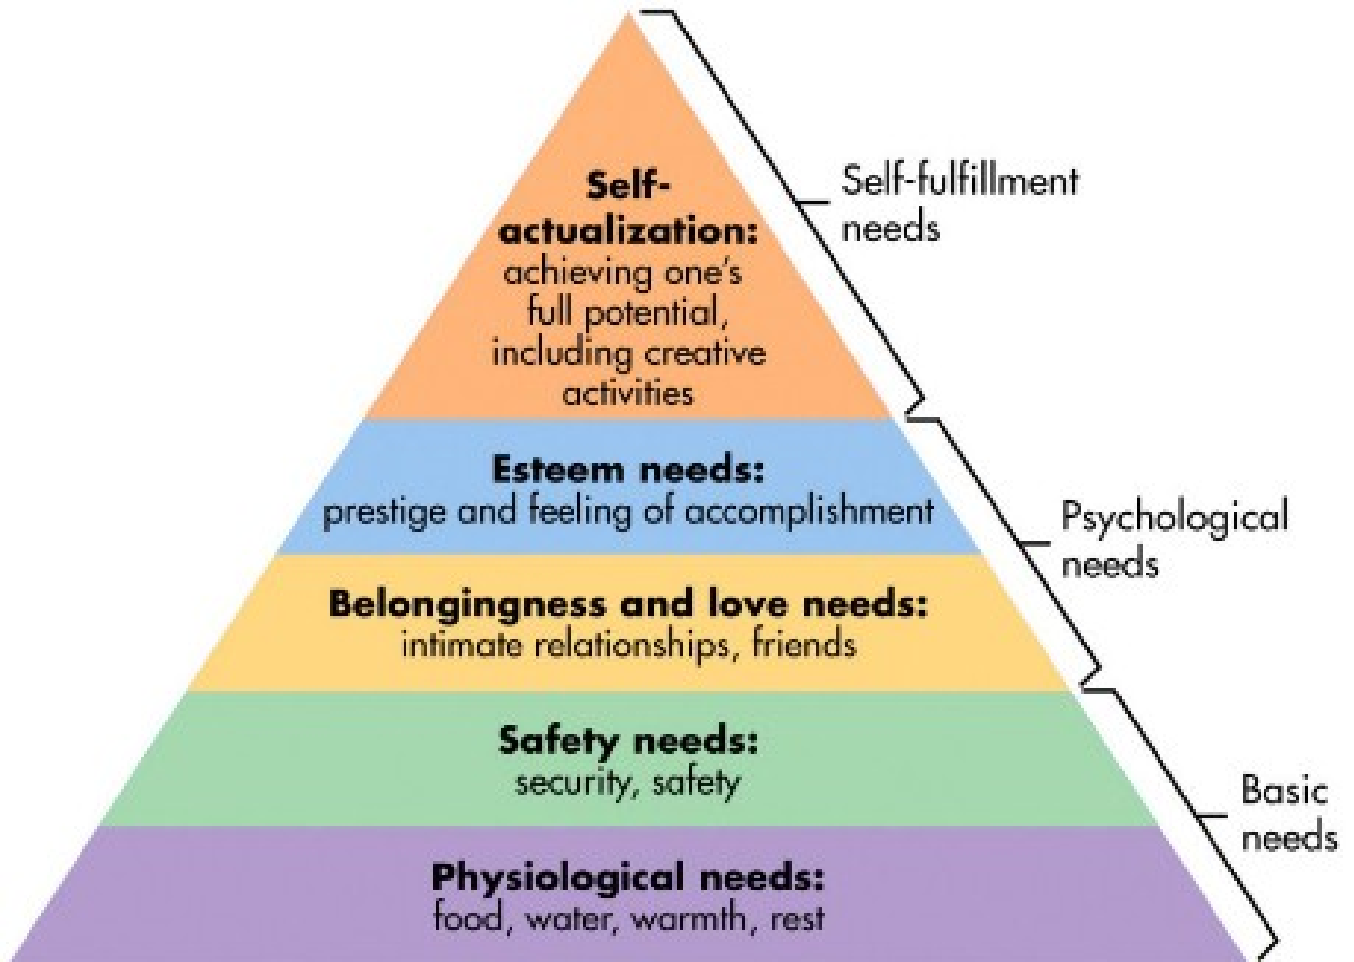 Self-
actualization:
achieving one's
full potential,
including creative
activities
Self-fulfillment
needs
Esteem needs:
prestige and feeling of accomplishment
Belongingness and love needs:
intimate relationships, friends
Psychological
needs
Safety needs:
security, safety
Physiological needs:
food, water, warmth, rest
Basic
needs